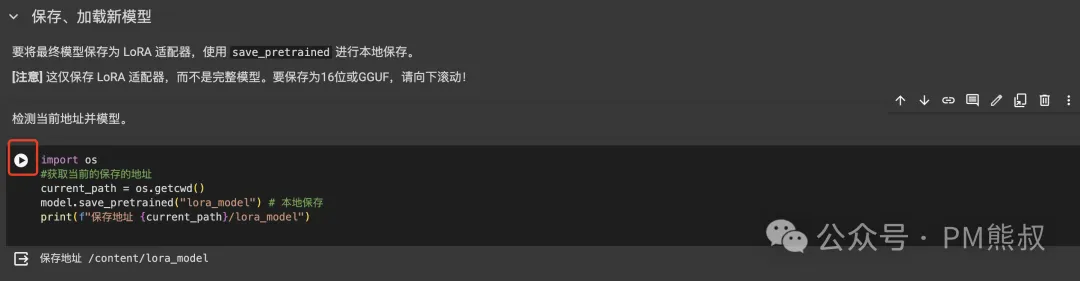 保存、加载新模型
要将最终模型保存为 LoRA 适配器，使用 save_pretrained 进行本地保存。
[注意] 这仅保存 LoRA 适配器，而不是完整模型。要保存为16位或GGUF，请向下滚动！
检测当前地址并模型。
import os
#获取当前的保存的地址
current_path = os.getcwd()
model.save_pretrained("lora_model") # 本地保存
print(f"保存地址 {current_path}/lora_model")
公众号 · PM熊叔
保存地址 /content/lora_model